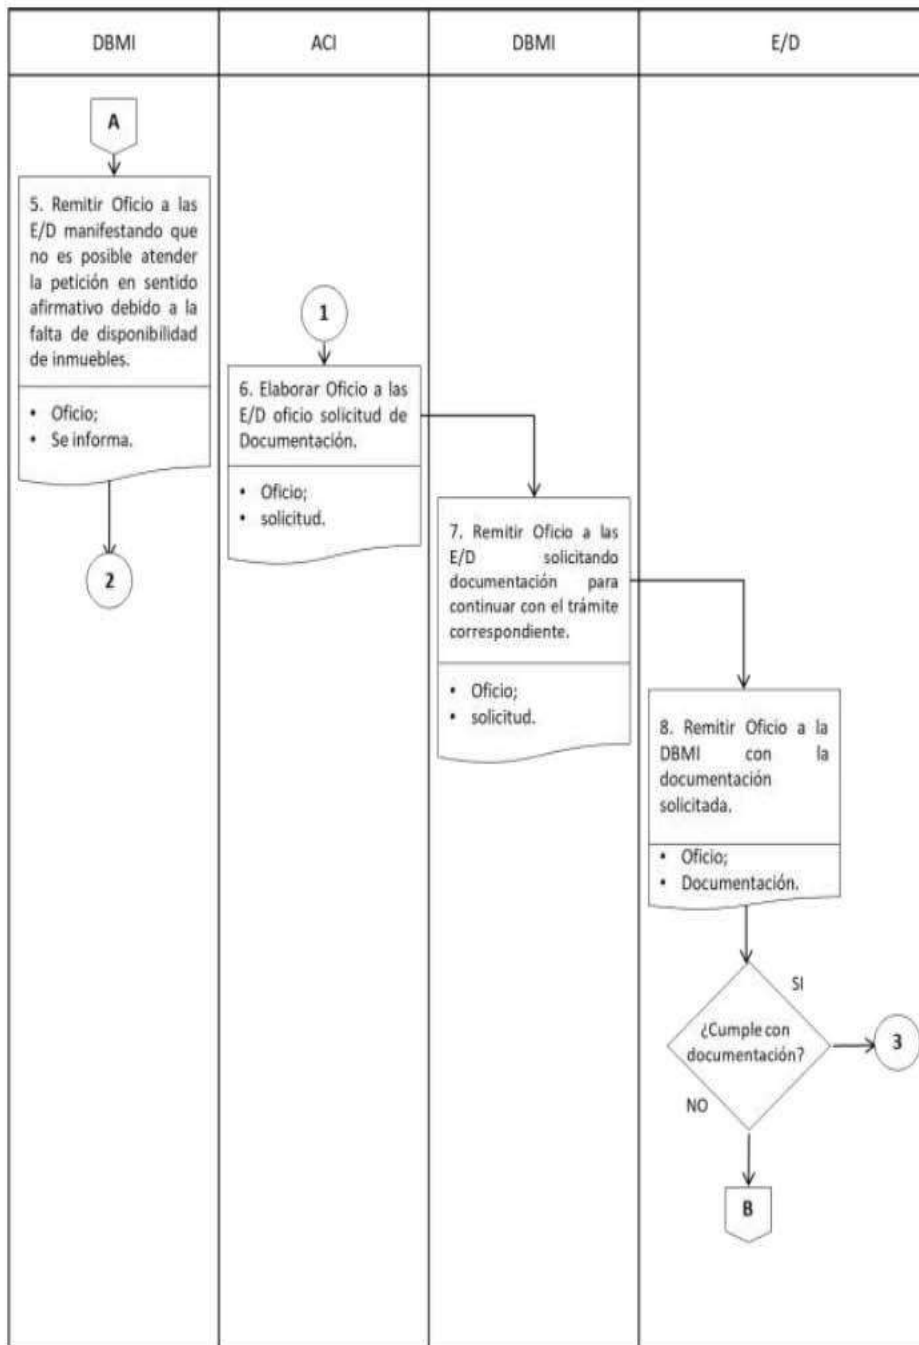 DBMI
ACI
DBMI
E/D
A
5. Remitir Oficio a las
E/D manifestando que
no es posible atender
la petición en sentido
afirmativo debido a la
falta de disponibilidad
de inmuebles.
• Oficio;
• Se informa.
2
1
6. Elaborar Oficio a las
E/D oficio solicitud de
Documentación.
• Oficio;
• solicitud.
7. Remitir Oficio a las
E/D solicitando
documentación para
continuar con el trámite
correspondiente.
• Oficio;
• solicitud.
8. Remitir Oficio a la
DBMI con la
documentación
solicitada.
• Oficio;
• Documentación.
SI
¿Cumple con
documentación?
3
NO
B